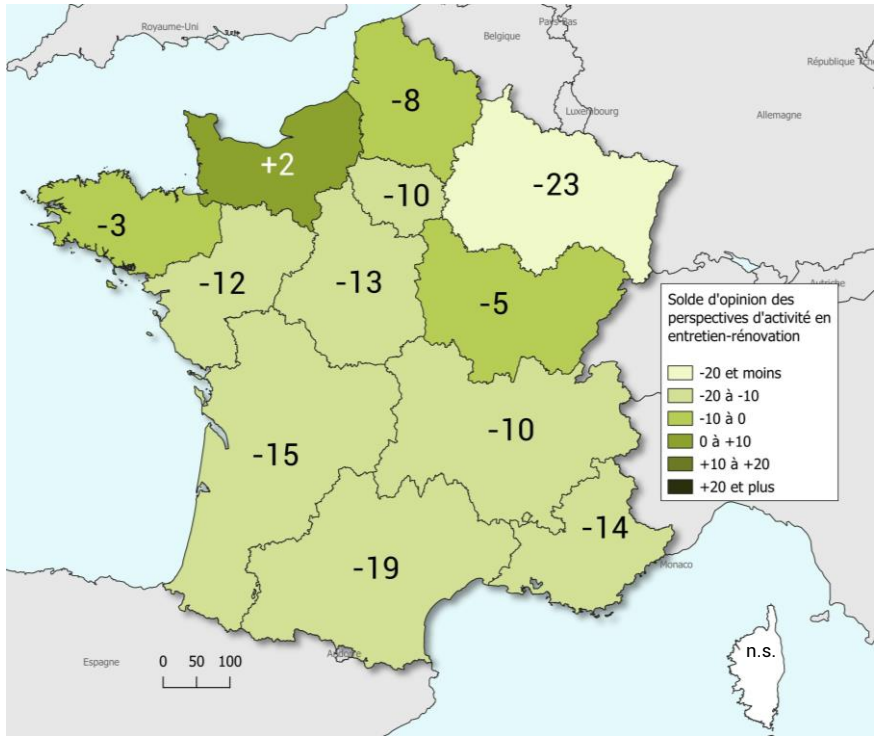 Royaume-Uni
Pays-Bas
Belgique
République Tchè
Luxembourg
Allemagne
-8
+2
-10
-23
-3
-12
-13
-5
Autriche
Solde d'opinion des
perspectives d'activité en
entretien-rénovation
-20 et moins
-20 à -10
-10 à 0
0 à +10
+10 à +20
+20 et plus
-10
-15
-14
-19
Monaco
n.s.
Espagne
Andorre
0 50 100